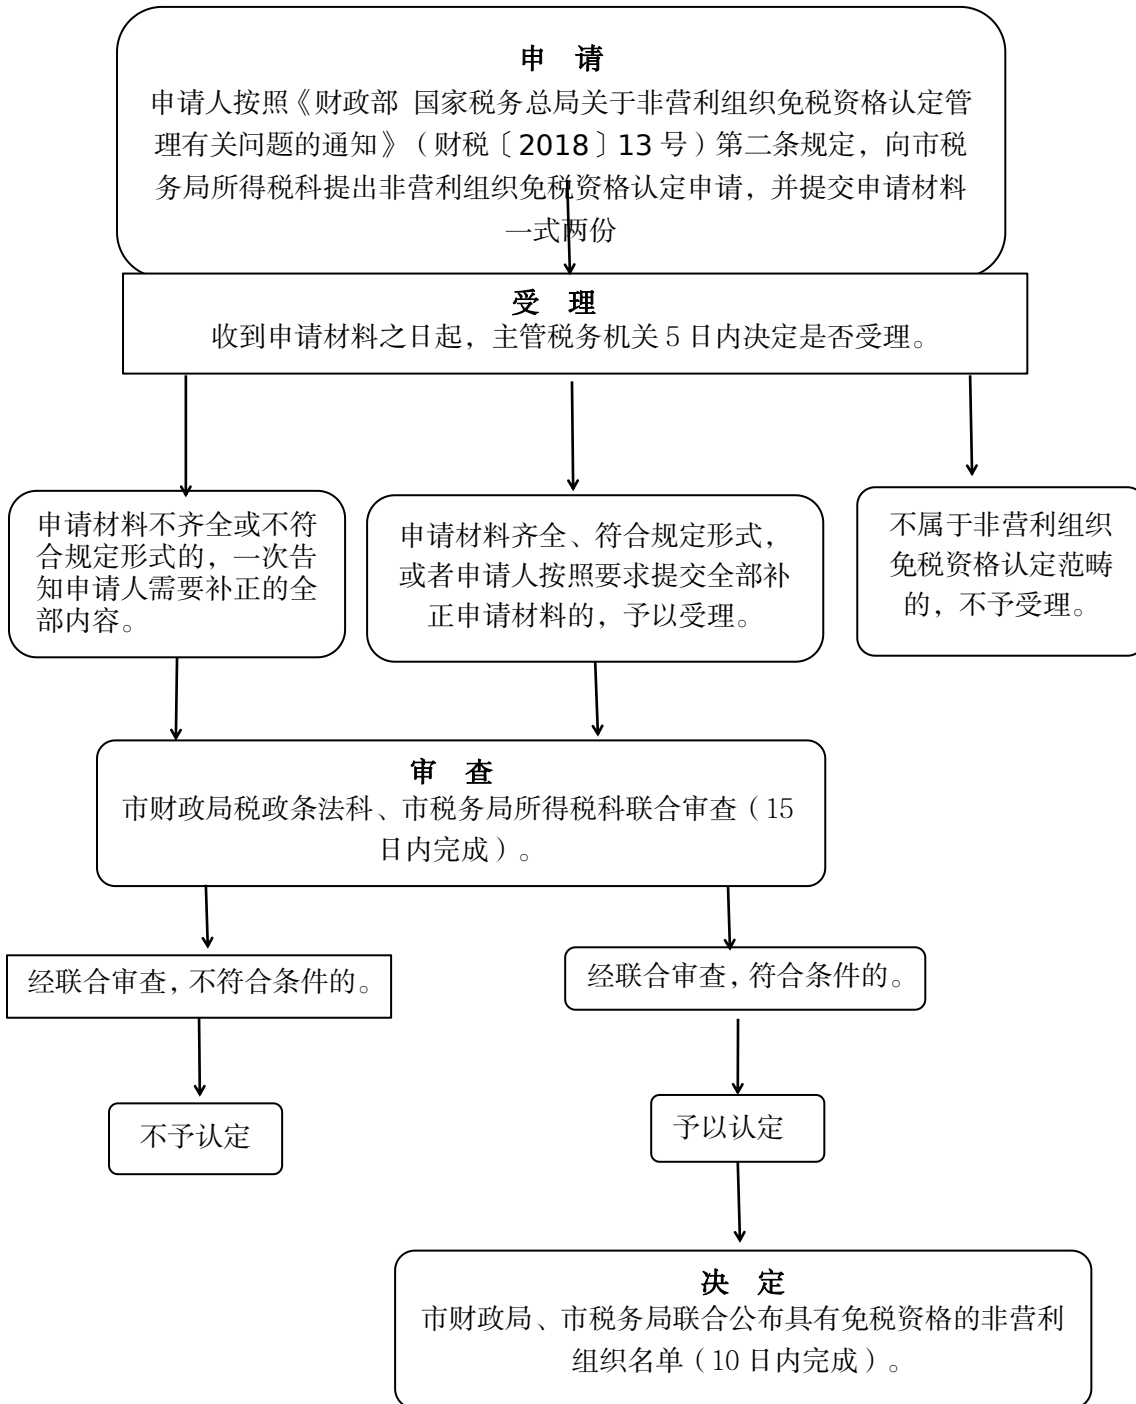 申 请
申请人按照《财政部 国家税务总局关于非营利组织免税资格认定管
理有关问题的通知》（财税〔2018〕13 号）第二条规定，向市税
务局所得税科提出非营利组织免税资格认定申请，并提交申请材料
一式两份
受 理
收到申请材料之日起，主管税务机关 5 日内决定是否受理。
申请材料不齐全或不符
合规定形式的，一次告
知申请人需要补正的全
部内容。
申请材料齐全、符合规定形式，
或者申请人按照要求提交全部补
正申请材料的，予以受理。
不属于非营利组织
免税资格认定范畴
的，不予受理。
审 查
市财政局税政条法科、市税务局所得税科联合审查（15
日内完成）。
经联合审查，不符合条件的。
经联合审查，符合条件的。
不予认定
予以认定
决 定
市财政局、市税务局联合公布具有免税资格的非营利
组织名单（10 日内完成）。